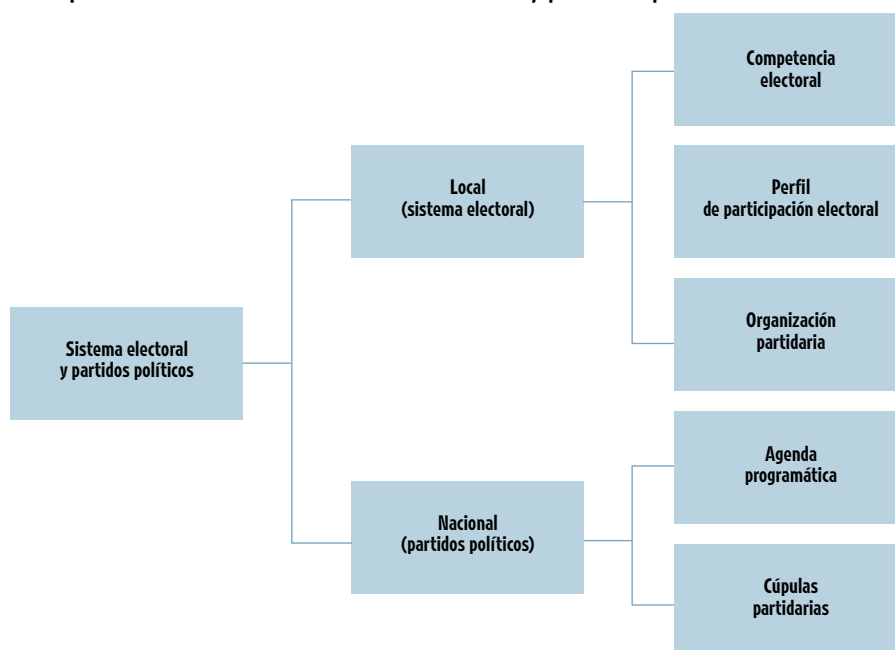 Sistema electoral
y partidos políticos
Local
(sistema electoral)
Nacional
(partidos políticos)
Competencia
electoral
Perfil
de participación electoral
Organización
partidaria
Agenda
programática
Cúpulas
partidarias